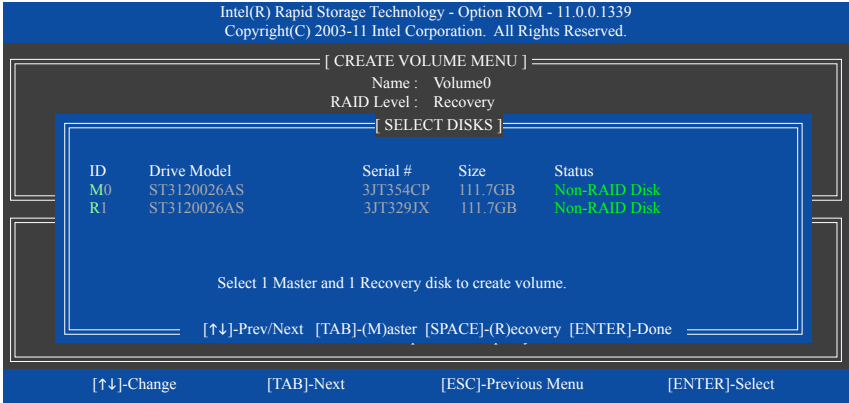 Intel(R) Rapid Storage Technology - Option ROM - 11.0.0.1339
Copyright(C) 2003-11 Intel Corporation. All Rights Reserved.
[ CREATE VOLUME MENU ]
Name : Volume0
RAID Level : Recovery
[ SELECT DISKS ]
ID Drive Model Serial # Size Status
M0 ST3120026AS 3JT354CP 111.7GB Non-RAID Disk
R1 ST3120026AS 3JT329JX 111.7GB Non-RAID Disk
Select 1 Master and 1 Recovery disk to create volume.
[↑↓]-Prev/Next [TAB]-(M)aster [SPACE]-(R)ecovery [ENTER]-Done
[↑↓]-Change [TAB]-Next [ESC]-Previous Menu [ENTER]-Select